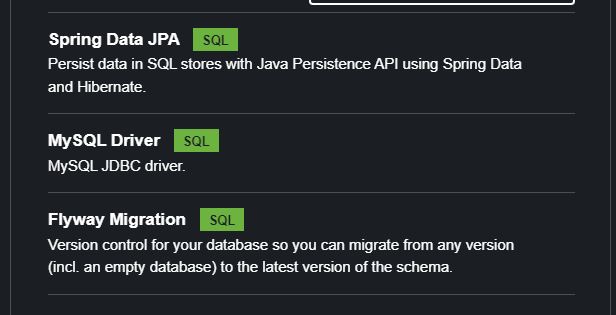 Spring Data JPA SQL
Persist data in SQL stores with Java Persistence API using Spring Data
and Hibernate.
MySQL Driver SQL
MySQL JDBC driver.
Flyway Migration SQL
Version control for your database so you can migrate from any version
(incl. an empty database) to the latest version of the schema.